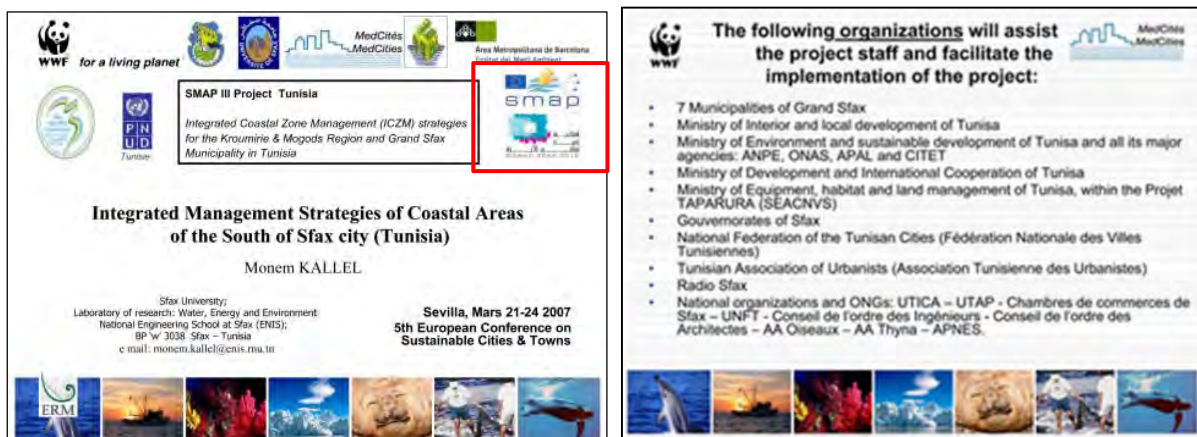 WWF for a living planet
MedCités
MedCities
Àrea Metropolitana de Barcelona
Entitat del Medi Ambient
PNUD
Tunisie
SMAP III Project Tunisia
Integrated Coastal Zone Management (ICZM) strategies
for the Kroumirie & Mogods Region and Grand Sfax
Municipality in Tunisia
smap
Integrated Management Strategies of Coastal Areas
of the South of Sfax city (Tunisia)
Monem KALLEL
Sfax University;
Laboratory of research: Water, Energy and Environment
National Engineering School at Sfax (ENIS);
BP 'W' 3038 Sfax – Tunisia
e mail: monem.kallel@enis.rnu.tn
Sevilla, Mars 21-24 2007
5th European Conference on
Sustainable Cities & Towns
ERM
WWF
The following organizations will assist
the project staff and facilitate the
implementation of the project:
MedCités
MedCities
• 7 Municipalities of Grand Sfax
• Ministry of Interior and local development of Tunisa
• Ministry of Environment and sustainable development of Tunisa and all its major
agencies: ANPE, ONAS, APAL and CITET
• Ministry of Development and International Cooperation of Tunisa
• Ministry of Equipment, habitat and land management of Tunisa, within the Projet
TAPARURA (SEACNVS)
• Gouvernorates of Sfax
• National Federation of the Tunisan Cities (Fédération Nationale des Villes
Tunisiennes)
• Tunisian Association of Urbanists (Association Tunisienne des Urbanistes)
• Radio Sfax
• National organizations and ONGs: UTICA – UTAP - Chambres de commerces de
Sfax – UNFT - Conseil de l'ordre des Ingénieurs - Conseil de l'ordre des
Architectes – AA Oiseaux – AA Thyna – APNES.